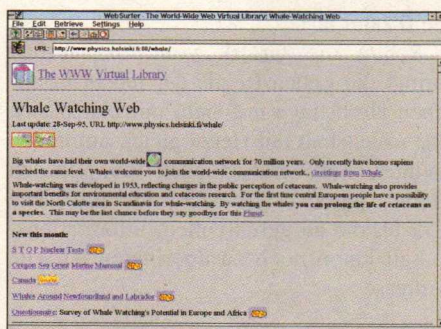 WebSurfer - The World-Wide Web Virtual Library: Whale-Watching Web
File Edit Retrieve Settings Help
URL: http://www.physics.helsinki.fi:80/whale/
The WWW Virtual Library
Whale Watching Web
Last update: 28-Sep-95, URL http://www.physics.helsinki.fi/whale/
Big whales have had their own world-wide communication network for 70 million years. Only recently have homo sapiens
reached the same level. Whales welcome you to join the world-wide communication network.. Greetings from Whale.
Whale-watching was developed in 1953, reflecting changes in the public perception of cetaceans. Whale-watching also provides
important benefits for environmental education and cetaceous research. For the first time central European people have a possibility
to visit the North Calotte area in Scandinavia for whale-watching. By watching the whales you can prolong the life of cetaceans as
a species. This may be the last chance before they say goodbye for this Planet.
New this month:
S T O P Nuclear Tests
Oregon Sea Grant Marine Mammal
Canada
Whales Around Newfoundland and Labrador
Questionnaire: Survey of Whale Watching's Potential in Europe and Africa